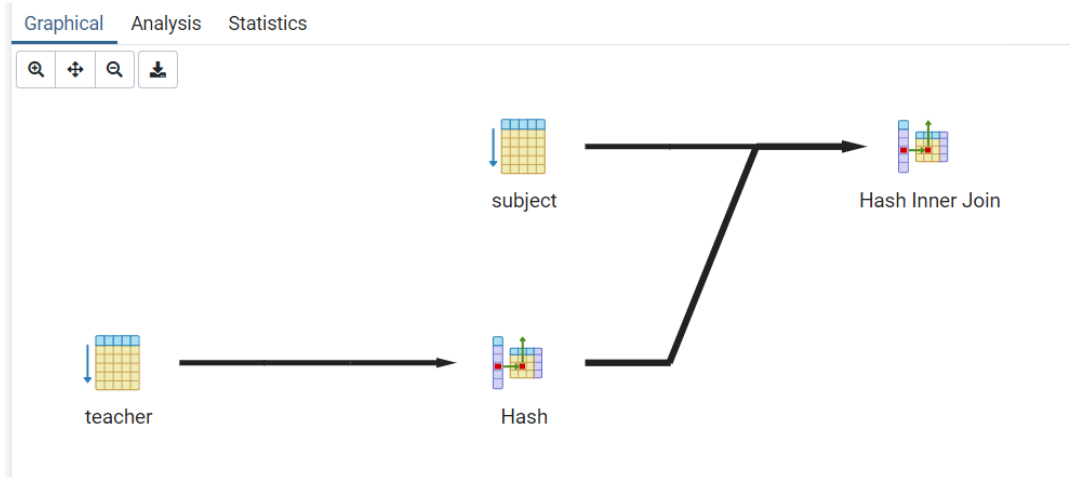 Graphical Analysis Statistics
subject
Hash Inner Join
teacher
Hash